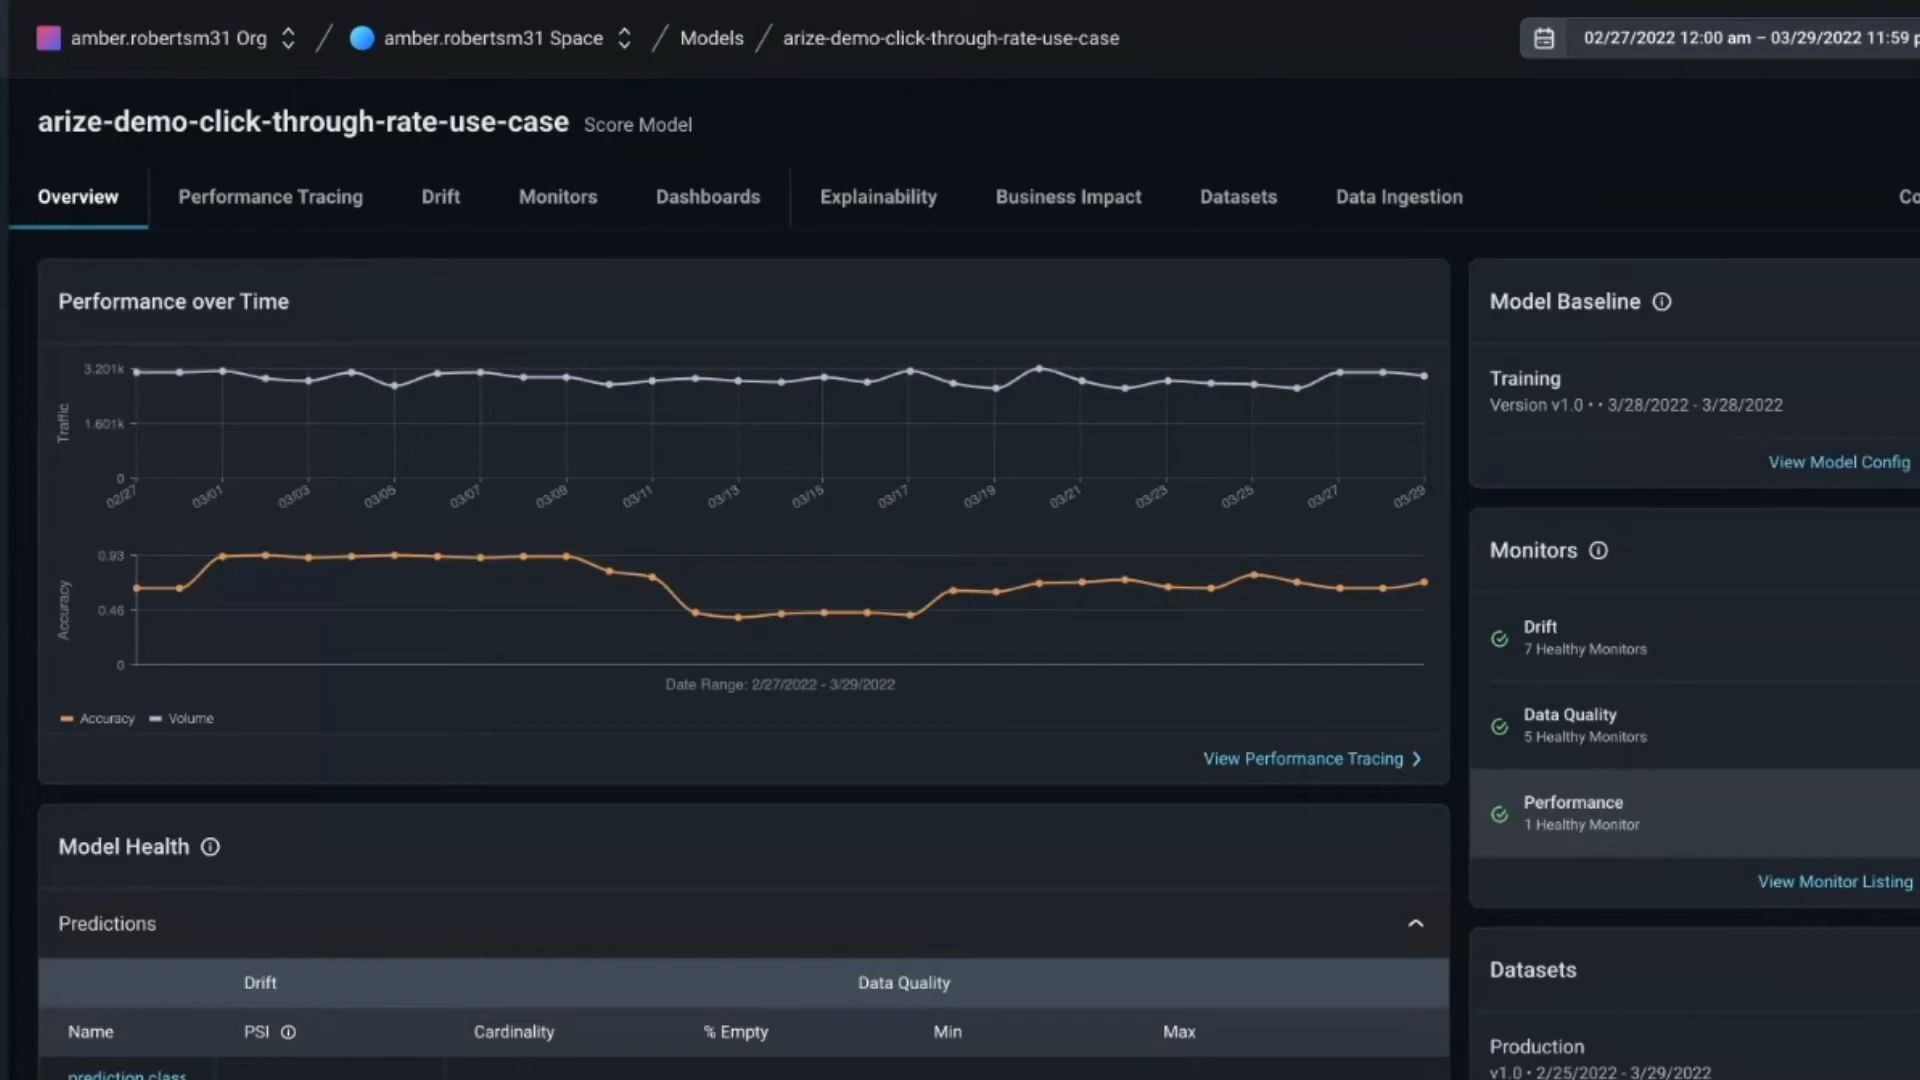 amber.robertsm31 Org / amber.robertsm31 Space / Models / arize-demo-click-through-rate-use-case
02/27/2022 12:00 am – 03/29/2022 11:59 p
arize-demo-click-through-rate-use-case Score Model
Overview Performance Tracing Drift Monitors Dashboards Explainability Business Impact Datasets Data Ingestion Co
Performance over Time
3.201k
1.601k
0
Traffic
02/27 03/01 03/03 03/05 03/07 03/09 03/11 03/13 03/15 03/17 03/19 03/21 03/23 03/25 03/27 03/29
0.93
0.46
0
Accuracy
Date Range: 2/27/2022 - 3/29/2022
Accuracy Volume
View Performance Tracing
Model Health
Predictions
Drift Data Quality
Name PSI Cardinality % Empty Min Max
prediction class
Model Baseline
Training
Version v1.0 • • 3/28/2022 - 3/28/2022
View Model Config
Monitors
Drift
7 Healthy Monitors
Data Quality
5 Healthy Monitors
Performance
1 Healthy Monitor
View Monitor Listing
Datasets
Production
v1.0 • 2/25/2022 - 3/29/2022